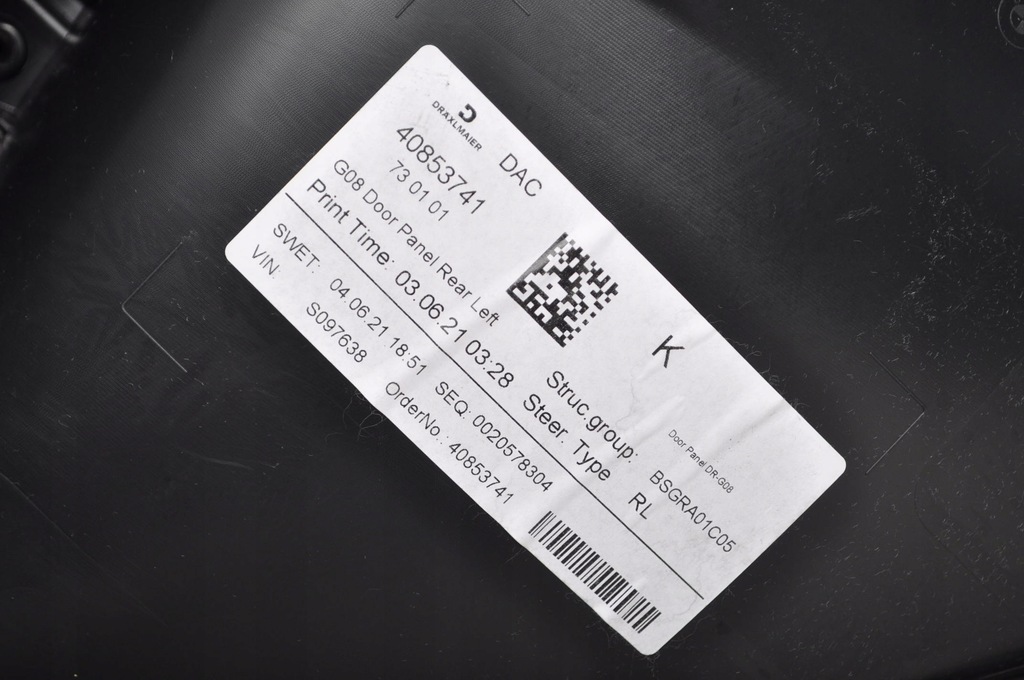 DRÄXLMAIER
DAC
40853741
73 01 01
K
G08 Door Panel Rear Left
Door Panel DR-G08
Struc.group: BSGRA01C05
Print Time: 03.06.21 03:28 Steer. Type RL
SWET: 04.06.21 18:51 SEQ: 0020578304
VIN: S097638 OrderNo.: 40853741